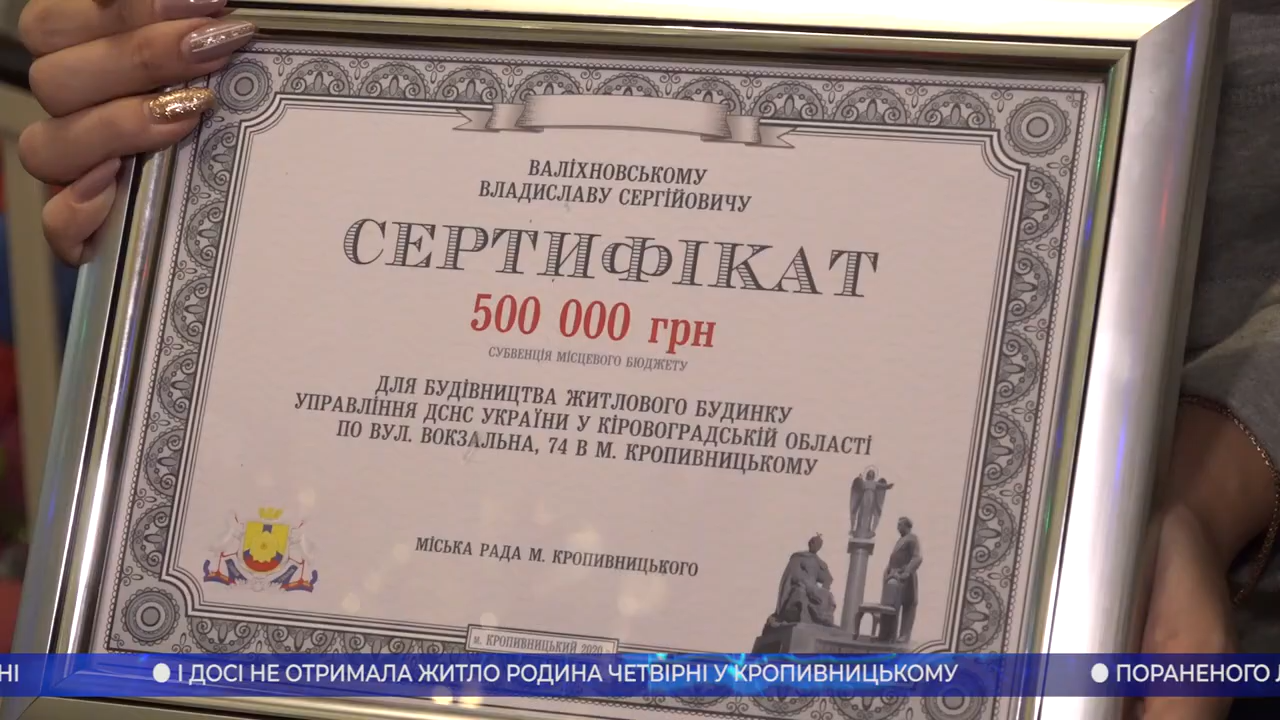 ВАЛІХНОВСЬКОМУ
ВЛАДИСЛАВУ СЕРГІЙОВИЧУ
СЕРТИФІКАТ
500 000 грн
СУБВЕНЦІЯ МІСЦЕВОГО БЮДЖЕТУ
ДЛЯ БУДІВНИЦТВА ЖИТЛОВОГО БУДИНКУ
УПРАВЛІННЯ ДСНС УКРАЇНИ У КІРОВОГРАДСЬКІЙ ОБЛАСТІ
ПО ВУЛ. ВОКЗАЛЬНА, 74 В М. КРОПИВНИЦЬКОМУ
МІСЬКА РАДА М. КРОПИВНИЦЬКОГО
м. КРОПИВНИЦЬКИЙ 2020
НІ ● І ДОСІ НЕ ОТРИМАЛА ЖИТЛО РОДИНА ЧЕТВІРНІ У КРОПИВНИЦЬКОМУ ● ПОРАНЕНОГО